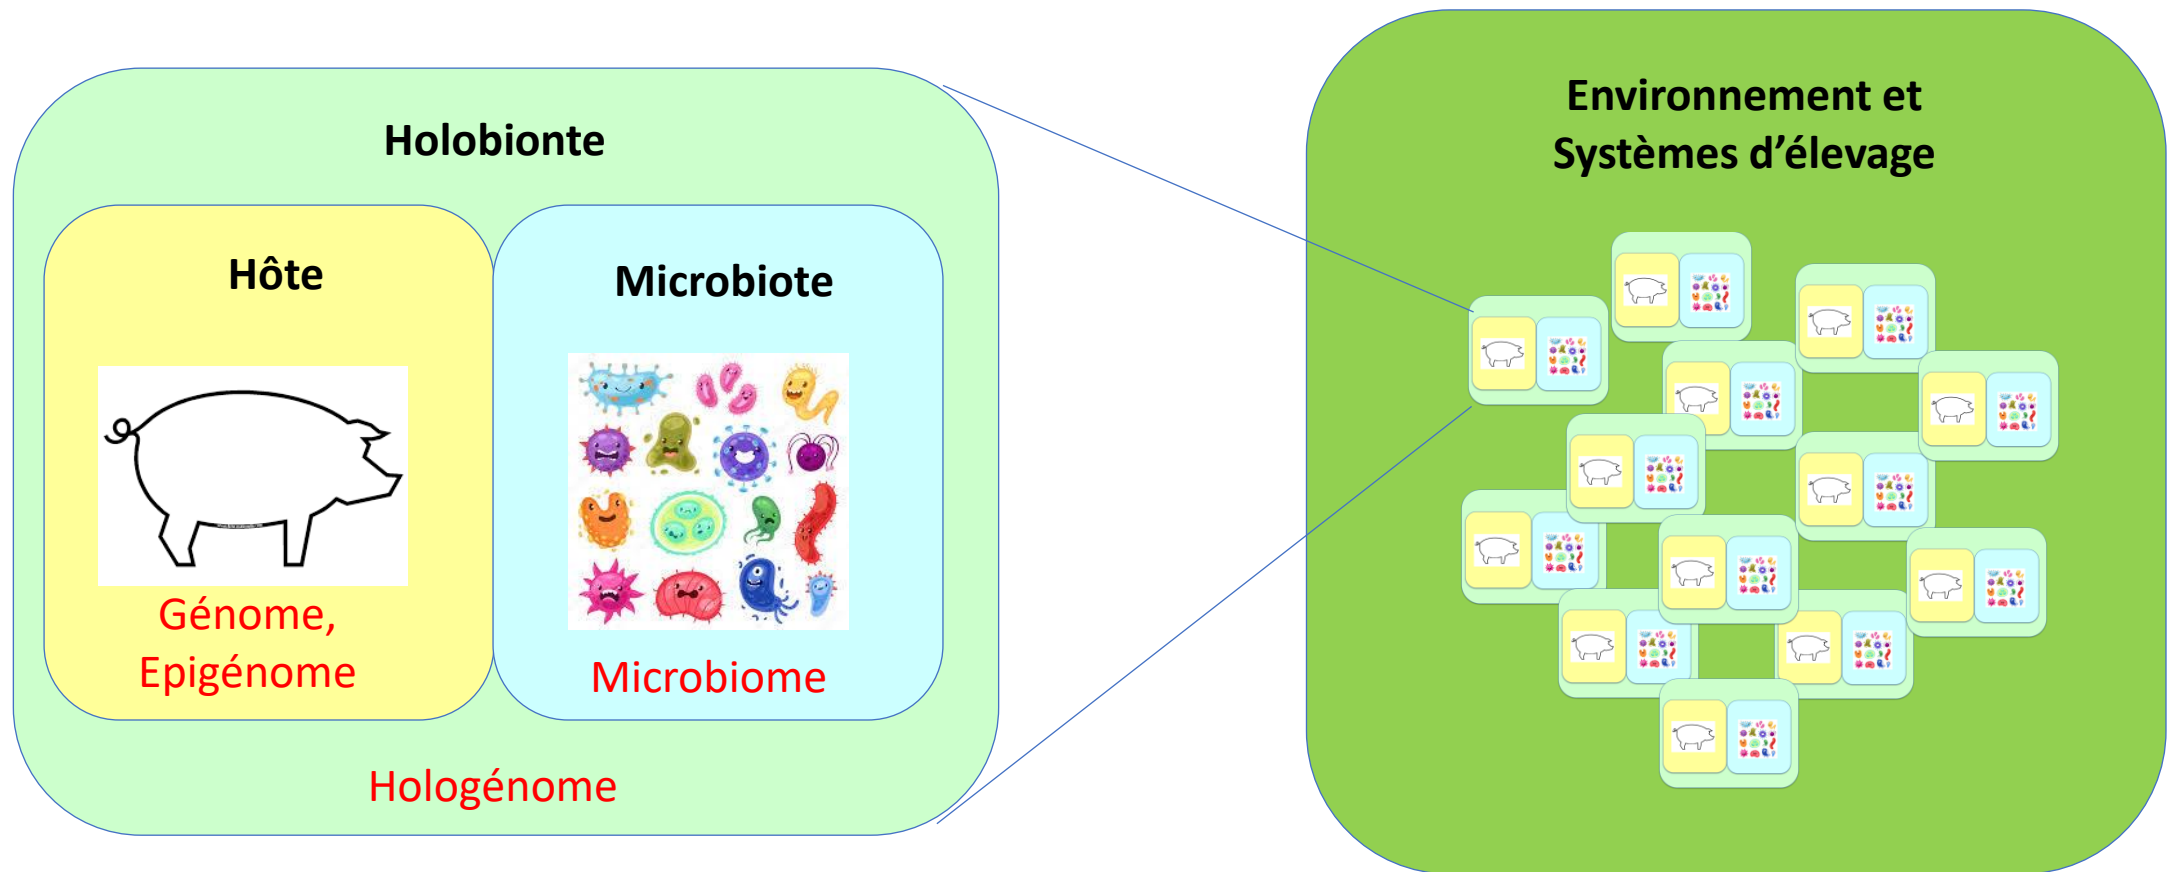 Holobionte
Hôte
Microbiote
Génome,
Epigénome
Microbiome
Hologénome
Environnement et
Systèmes d’élevage